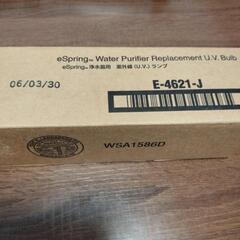 eSpring™ Water Purifier Replacement U.V. Bulb
eSpring™ 浄水器用 紫外線 (U.V.) ランプ
06/03/30
E-4621-J
WSA1586D